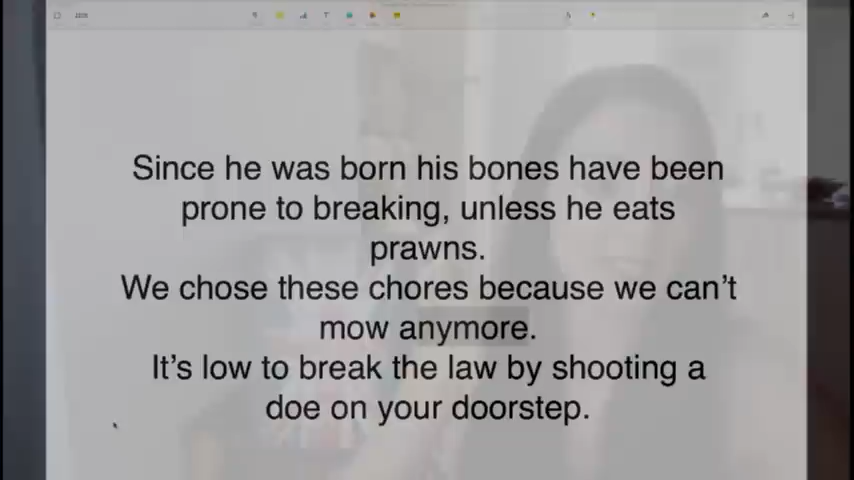 Since he was born his bones have been
prone to breaking, unless he eats
prawns.
We chose these chores because we can't
mow anymore.
It's low to break the law by shooting a
doe on your doorstep.